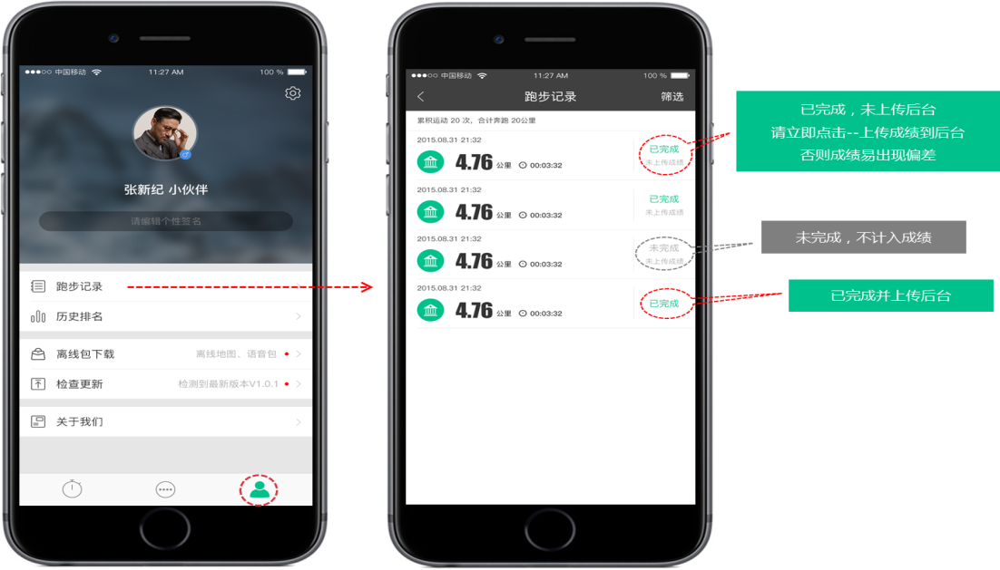 中国移动 11:27 AM 100 %
张新纪 小伙伴
请编辑个性签名
跑步记录
历史排名
离线包下载 离线地图、语音包
检查更新 检测到最新版本V1.0.1
关于我们
中国移动 11:27 AM 100 %
跑步记录 筛选
累积运动 20 次，合计奔跑 20公里
2015.08.31 21:32
4.76 公里 00:03:32
已完成
未上传成绩
2015.08.31 21:32
4.76 公里 00:03:32
已完成
未上传成绩
2015.08.31 21:32
4.76 公里 00:03:32
未完成
未上传成绩
2015.08.31 21:32
4.76 公里 00:03:32
已完成
已完成，未上传后台
请立即点击--上传成绩到后台
否则成绩易出现偏差
未完成，不计入成绩
已完成并上传后台